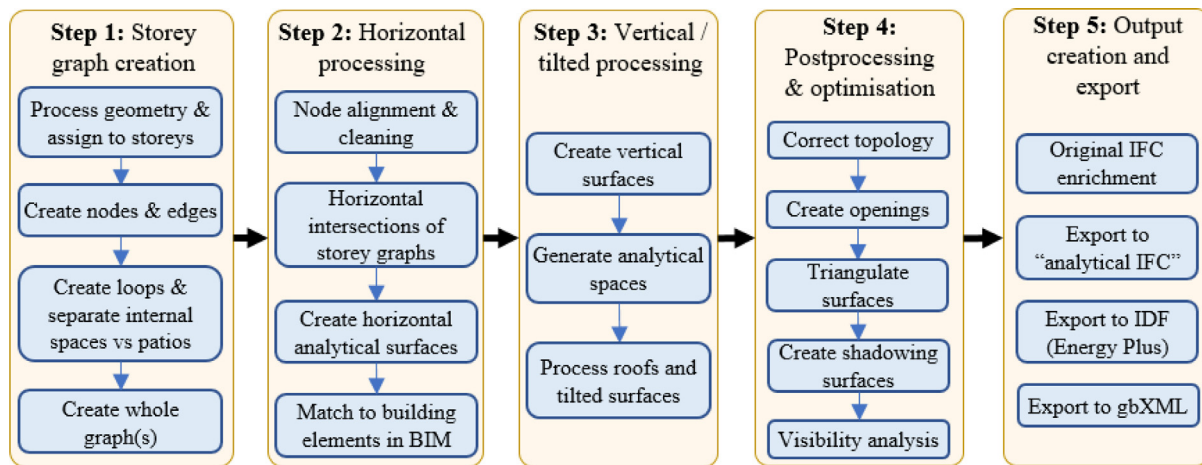 Step 1: Storey
graph creation
Process geometry &
assign to storeys
Create nodes & edges
Create loops &
separate internal
spaces vs patios
Create whole
graph(s)
Step 2: Horizontal
processing
Node alignment &
cleaning
Horizontal
intersections of
storey graphs
Create horizontal
analytical surfaces
Match to building
elements in BIM
Step 3: Vertical /
tilted processing
Create vertical
surfaces
Generate analytical
spaces
Process roofs and
tilted surfaces
Step 4:
Postprocessing
& optimisation
Correct topology
Create openings
Triangulate
surfaces
Create shadowing
surfaces
Visibility analysis
Step 5: Output
creation and
export
Original IFC
enrichment
Export to
“analytical IFC”
Export to IDF
(Energy Plus)
Export to gbXML